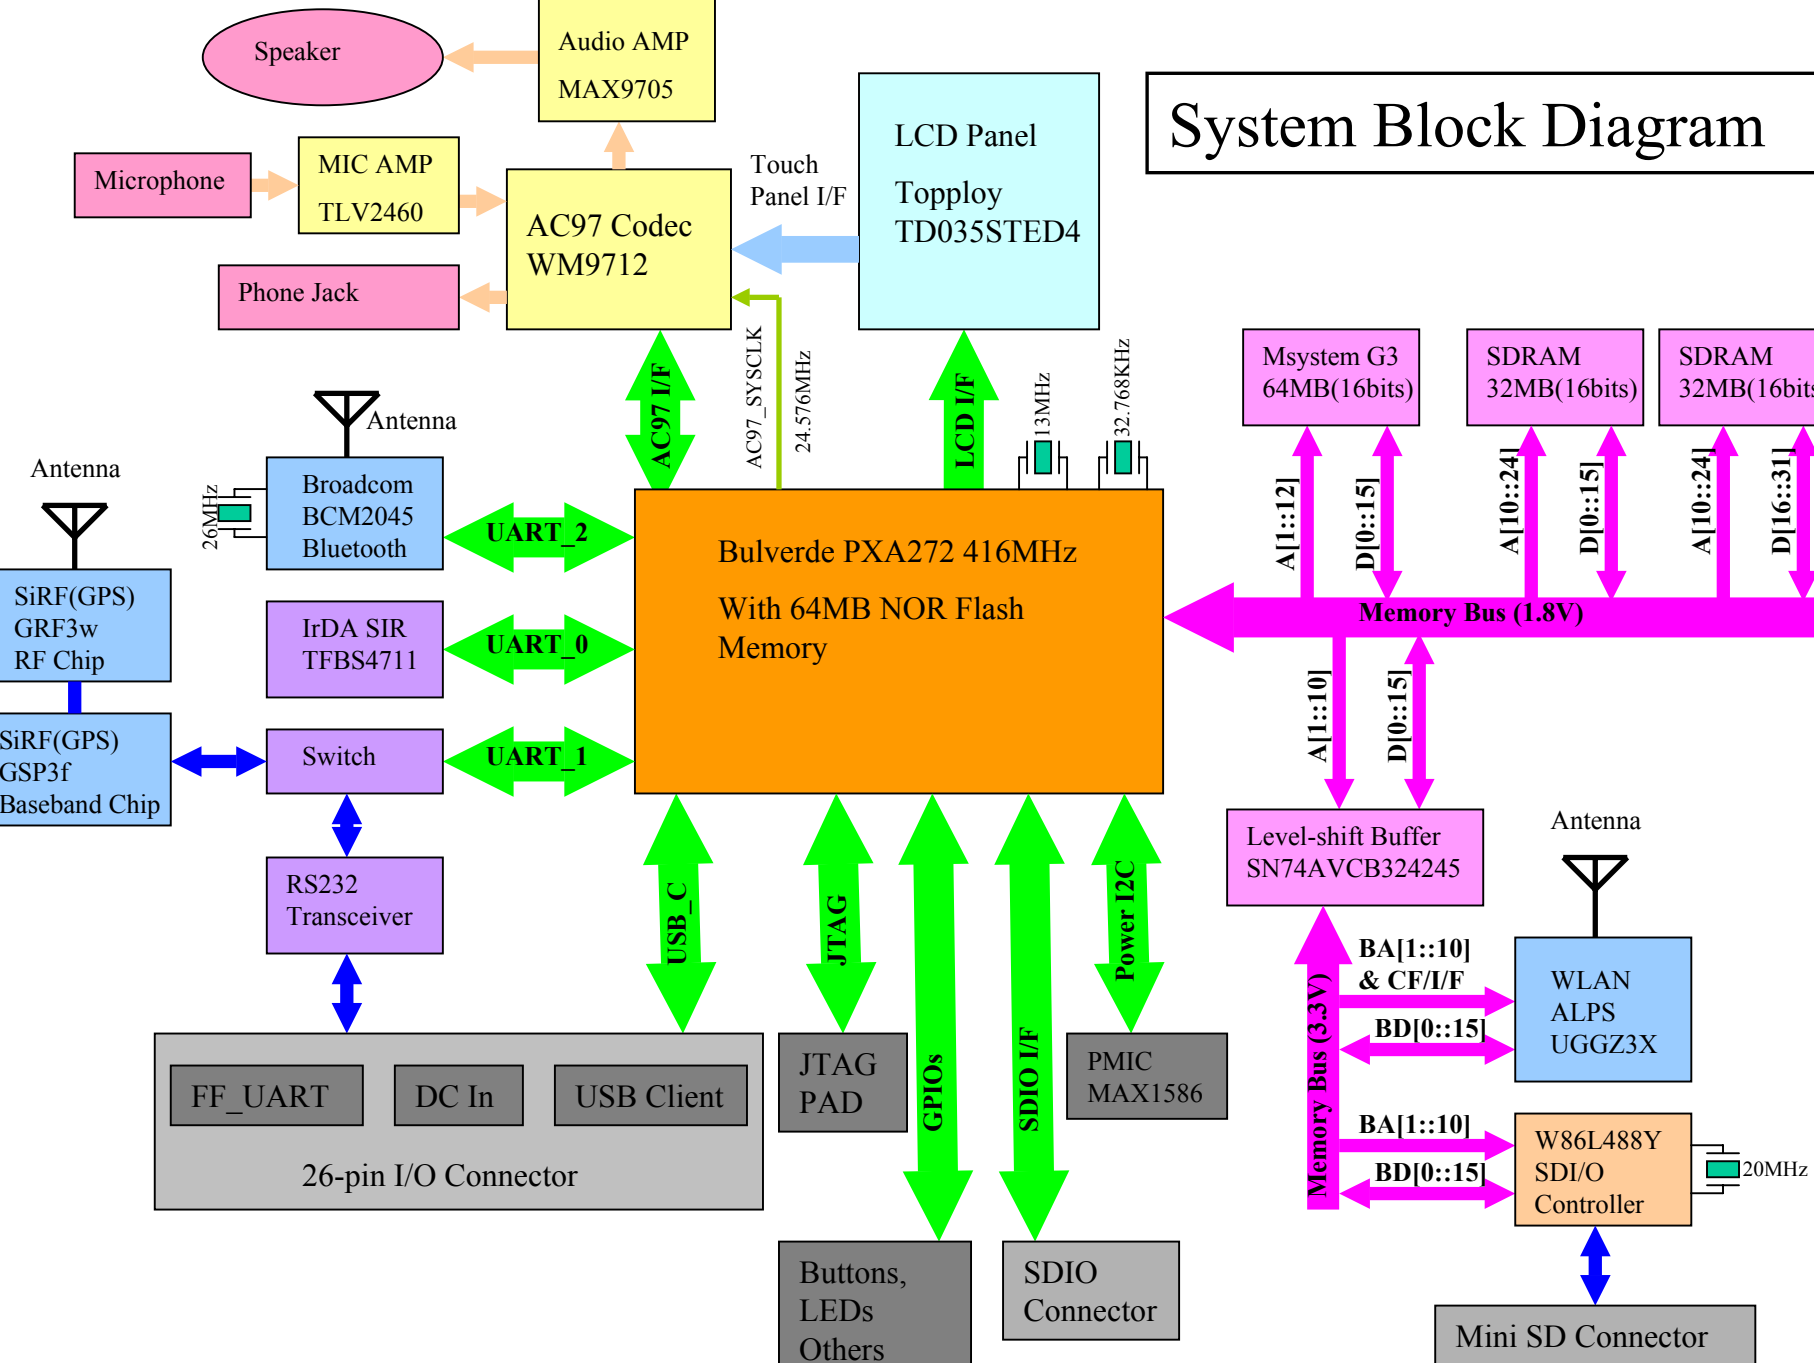 System Block Diagram
Speaker
Audio AMP
MAX9705
Microphone
MIC AMP
TLV2460
AC97 Codec
WM9712
Phone Jack
Touch
Panel I/F
LCD Panel
Topploy
TD035STED4
AC97 I/F
AC97_SYSCLK
24.576MHz
LCD I/F
13MHz
32.768KHz
Msystem G3
64MB(16bits)
SDRAM
32MB(16bits)
SDRAM
32MB(16bits
A[1::12]
D[0::15]
A[10::24]
D[0::15]
A[10::24]
D[16::31]
Memory Bus (1.8V)
Antenna
Antenna
26MHz
Broadcom
BCM2045
Bluetooth
UART_2
SiRF(GPS)
GRF3w
RF Chip
IrDA SIR
TFBS4711
UART_0
SiRF(GPS)
GSP3f
Baseband Chip
Switch
UART_1
Bulverde PXA272 416MHz
With 64MB NOR Flash
Memory
A[1::10]
D[0::15]
Level-shift Buffer
SN74AVCB324245
Antenna
RS232
Transceiver
USB_C
JTAG
GPIOs
SDIO I/F
Power I2C
Memory Bus (3.3V)
BA[1::10]
& CF/I/F
BD[0::15]
WLAN
ALPS
UGGZ3X
FF_UART
DC In
USB Client
26-pin I/O Connector
JTAG
PAD
PMIC
MAX1586
BA[1::10]
BD[0::15]
W86L488Y
SDI/O
Controller
20MHz
Buttons,
LEDs
Others
SDIO
Connector
Mini SD Connector